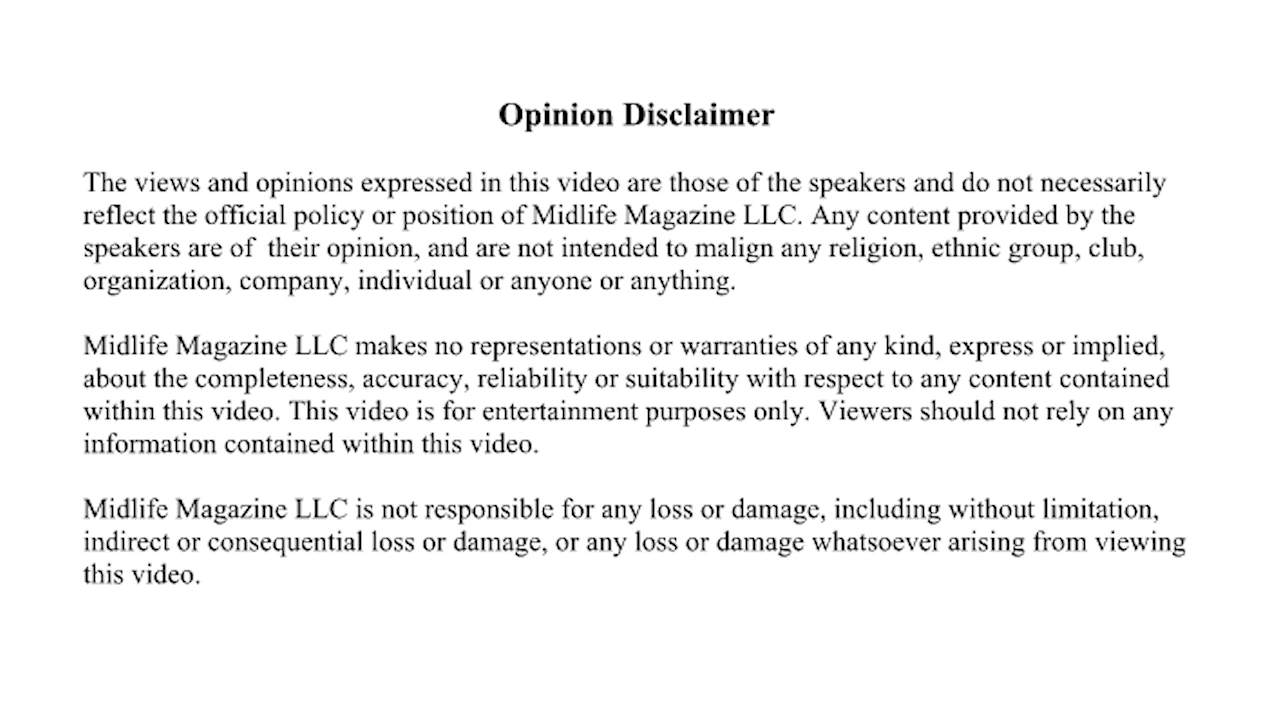 Opinion Disclaimer
The views and opinions expressed in this video are those of the speakers and do not necessarily
reflect the official policy or position of Midlife Magazine LLC. Any content provided by the
speakers are of  their opinion, and are not intended to malign any religion, ethnic group, club,
organization, company, individual or anyone or anything.
Midlife Magazine LLC makes no representations or warranties of any kind, express or implied,
about the completeness, accuracy, reliability or suitability with respect to any content contained
within this video. This video is for entertainment purposes only. Viewers should not rely on any
information contained within this video.
Midlife Magazine LLC is not responsible for any loss or damage, including without limitation,
indirect or consequential loss or damage, or any loss or damage whatsoever arising from viewing
this video.